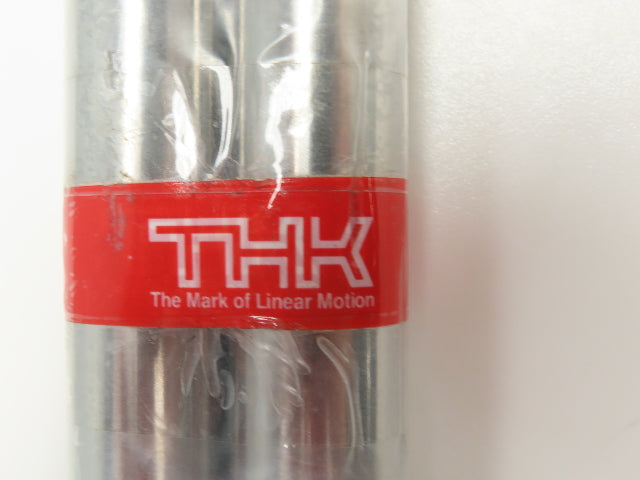 THK
The Mark of Linear Motion